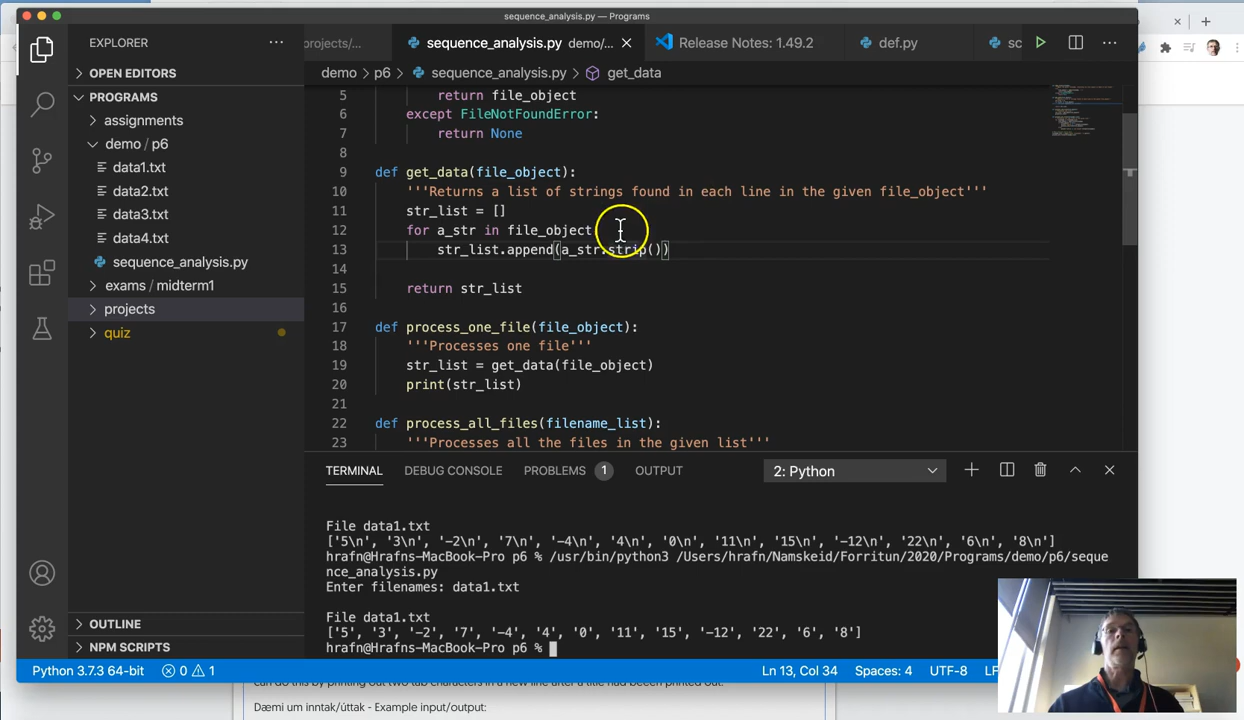 sequence_analysis.py — Programs
EXPLORER
rojects/...
sequence_analysis.py demo/...
Release Notes: 1.49.2
def.py
sc
OPEN EDITORS
demo > p6 > sequence_analysis.py > get_data
PROGRAMS
assignments
demo / p6
data1.txt
data2.txt
data3.txt
data4.txt
sequence_analysis.py
exams / midterm1
projects
quiz
OUTLINE
NPM SCRIPTS
5 return file_object
6 except FileNotFoundError:
7 return None
8
9 def get_data(file_object):
10 '''Returns a list of strings found in each line in the given file_object'''
11 str_list = []
12 for a_str in file_object:
13 str_list.append(a_str.strip())
14
15 return str_list
16
17 def process_one_file(file_object):
18 '''Processes one file'''
19 str_list = get_data(file_object)
20 print(str_list)
21
22 def process_all_files(filename_list):
23 '''Processes all the files in the given list'''
TERMINAL DEBUG CONSOLE PROBLEMS 1 OUTPUT 2: Python
File data1.txt
['5\n', '3\n', '-2\n', '7\n', '-4\n', '4\n', '0\n', '11\n', '15\n', '-12\n', '22\n', '6\n', '8\n']
hrafn@Hrafns-MacBook-Pro p6 % /usr/bin/python3 /Users/hrafn/Namskeid/Forritun/2020/Programs/demo/p6/seque
nce_analysis.py
Enter filenames: data1.txt
File data1.txt
['5', '3', '-2', '7', '-4', '4', '0', '11', '15', '-12', '22', '6', '8']
hrafn@Hrafns-MacBook-Pro p6 %
Python 3.7.3 64-bit 0 1 Ln 13, Col 34 Spaces: 4 UTF-8 LF
can do this by printing out two tab characters in a new line after a title had beeen printed out.
Dæmi um inntak/úttak - Example input/output: